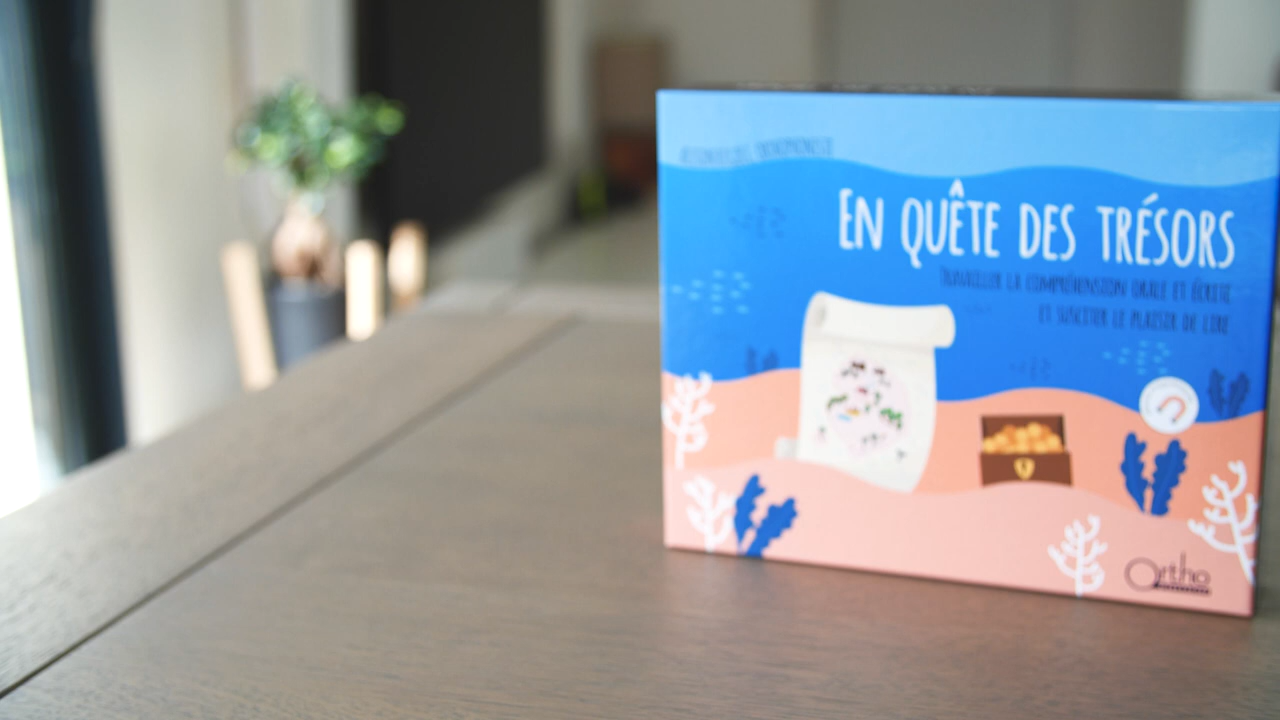 En quête des trésors
Travailler la compréhension orale et écrite
et susciter le plaisir de lire
Ortho